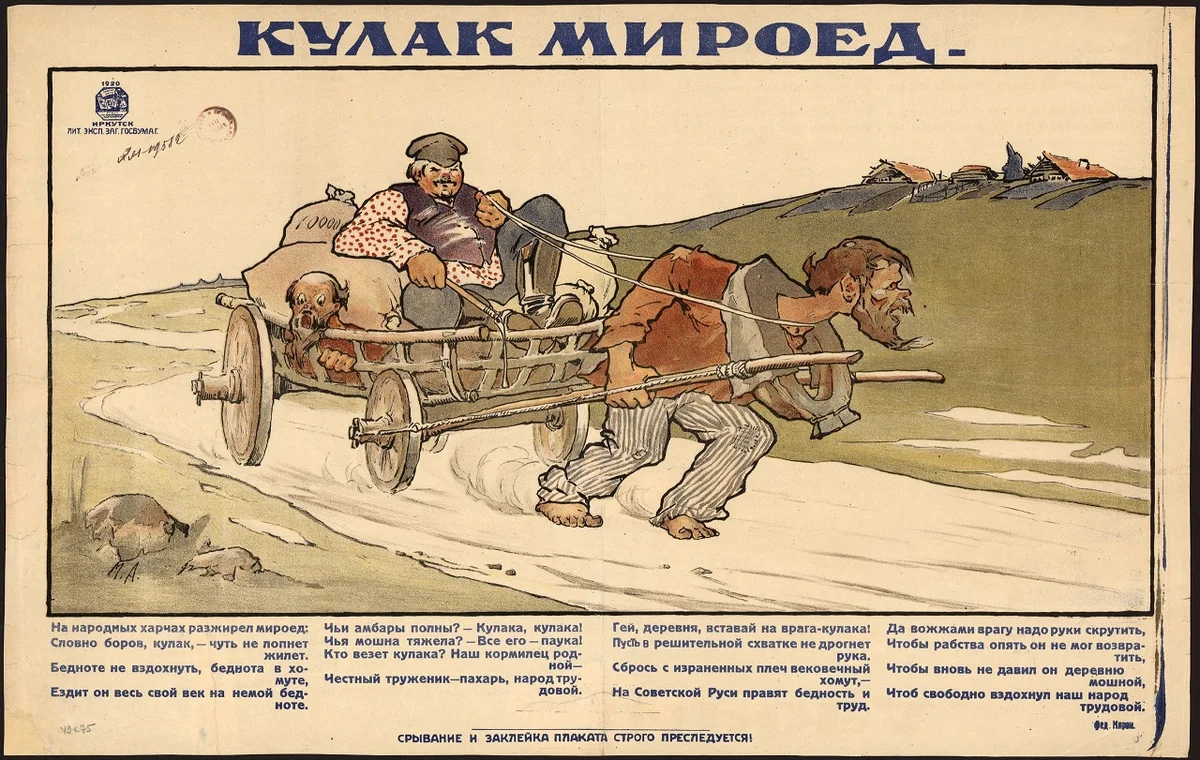 КУЛАК МИРОЕД.
1920
ИРКУТСК
ЛИТ. ЭКСП. ЗАГ. ГОСБУМАГ.
10000
М.А.
На народных харчах разжирел мироед:
Словно боров, кулак,—чуть не лопнет
жилет.
Бедноте не вздохнуть, беднота в хо-
муте,
Ездит он весь свой век на немой бед-
ноте.
Чьи амбары полны?—Кулака, кулака!
Чья мошна тяжела?—Все его—паука!
Кто везет кулака? Наш кормилец род-
ной—
Честный труженик—пахарь, народ тру-
довой.
Гей, деревня, вставай на врага-кулака!
Пусть в решительной схватке не дрогнет
рука.
Сбрось с израненных плеч вековечный
хомут,—
На Советской Руси правят бедность и
труд.
Да вожжами врагу надо руки скрутить,
Чтобы рабства опять он не мог возвра-
тить,
Чтобы вновь не давил он деревню
мошной,
Чтоб свободно вздохнул наш народ
трудовой.
Фед.
49х75
СРЫВАНИЕ И ЗАКЛЕЙКА ПЛАКАТА СТРОГО ПРЕСЛЕДУЕТСЯ!